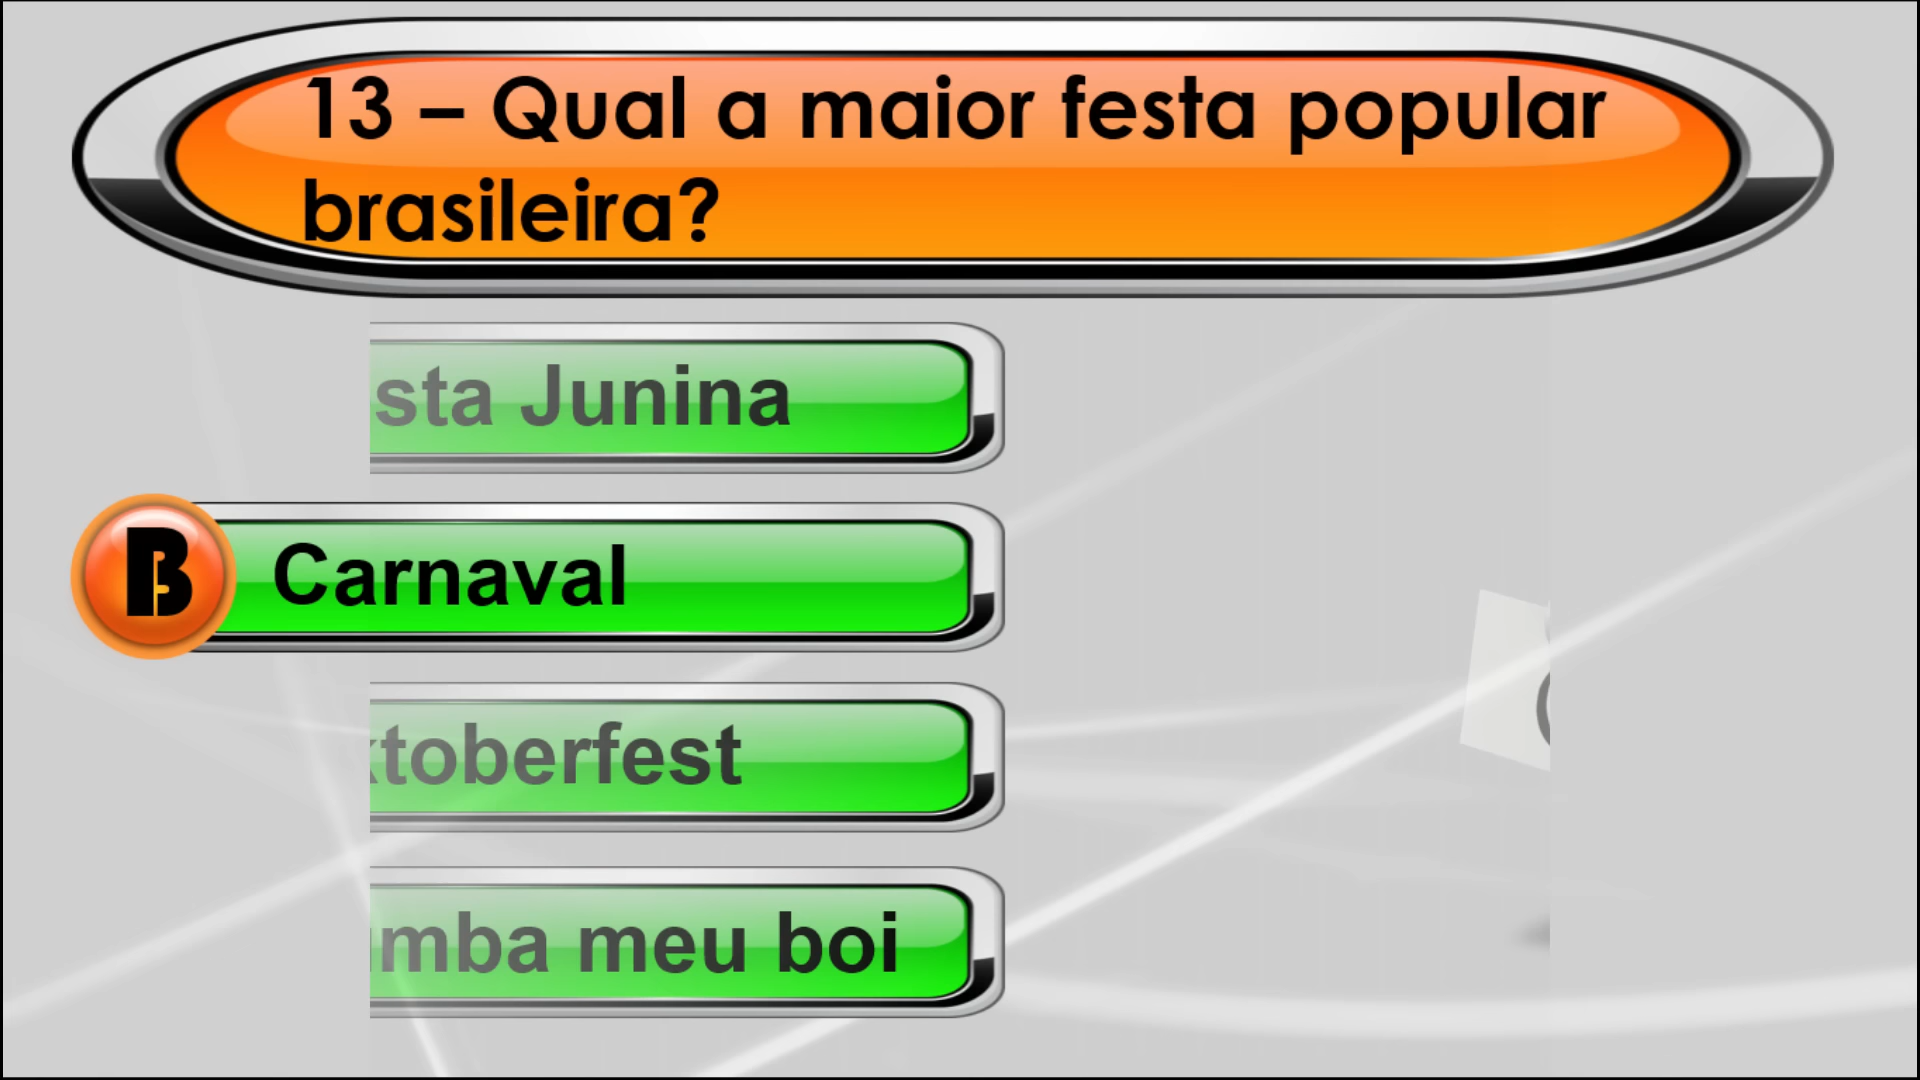 13 – Qual a maior festa popular
brasileira?
sta Junina
B Carnaval
toberfest
mba meu boi